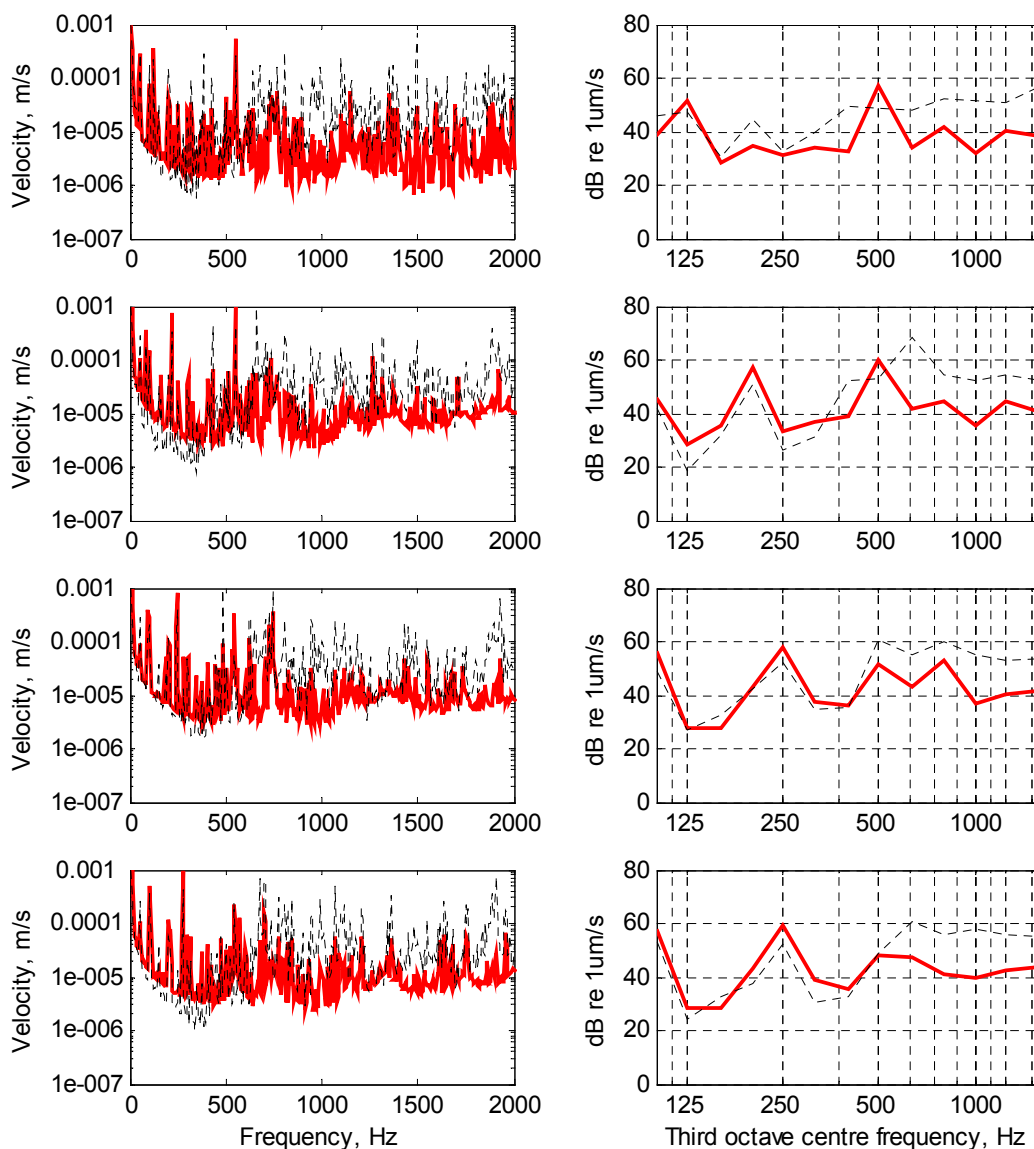 Velocity, m/s
0.001
0.0001
1e-005
1e-006
1e-007
0 500 1000 1500 2000
dB re 1um/s
80
60
40
20
0
125 250 500 1000
Velocity, m/s
0.001
0.0001
1e-005
1e-006
1e-007
0 500 1000 1500 2000
dB re 1um/s
80
60
40
20
0
125 250 500 1000
Velocity, m/s
0.001
0.0001
1e-005
1e-006
1e-007
0 500 1000 1500 2000
dB re 1um/s
80
60
40
20
0
125 250 500 1000
Velocity, m/s
0.001
0.0001
1e-005
1e-006
1e-007
0 500 1000 1500 2000
Frequency, Hz
dB re 1um/s
80
60
40
20
0
125 250 500 1000
Third octave centre frequency, Hz